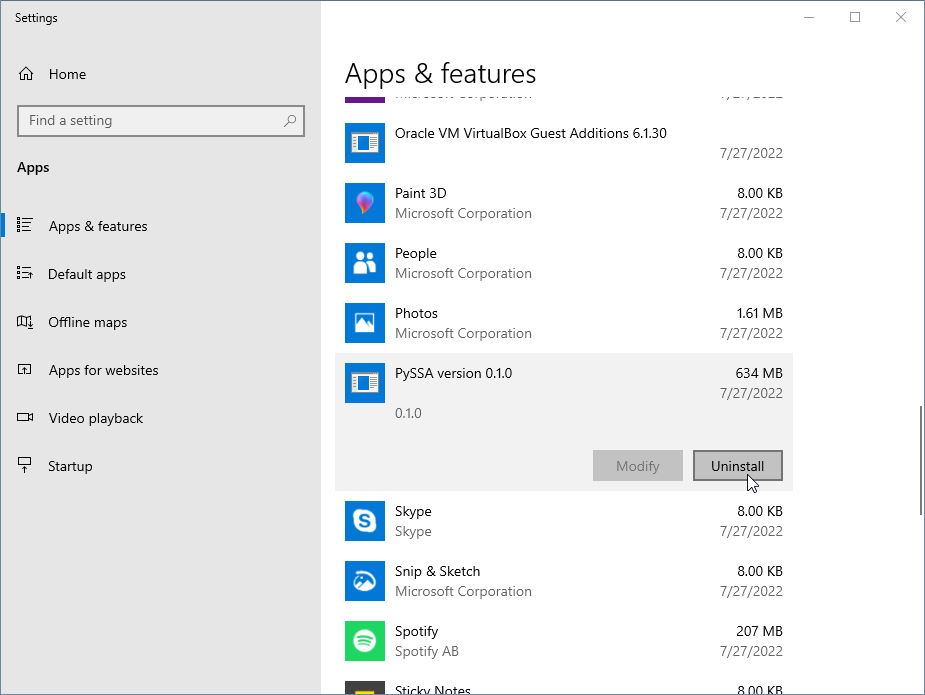 Settings
Home
Find a setting
Apps
Apps & features
Default apps
Offline maps
Apps for websites
Video playback
Startup
Apps & features
Microsoft Corporation
7/27/2022
Oracle VM VirtualBox Guest Additions 6.1.30
7/27/2022
Paint 3D
8.00 KB
Microsoft Corporation
7/27/2022
People
8.00 KB
Microsoft Corporation
7/27/2022
Photos
1.61 MB
Microsoft Corporation
7/27/2022
PySSA version 0.1.0
634 MB
7/27/2022
0.1.0
Modify
Uninstall
Skype
8.00 KB
Skype
7/27/2022
Snip & Sketch
8.00 KB
Microsoft Corporation
7/27/2022
Spotify
207 MB
Spotify AB
7/27/2022
Sticky Notes
8.00 KB